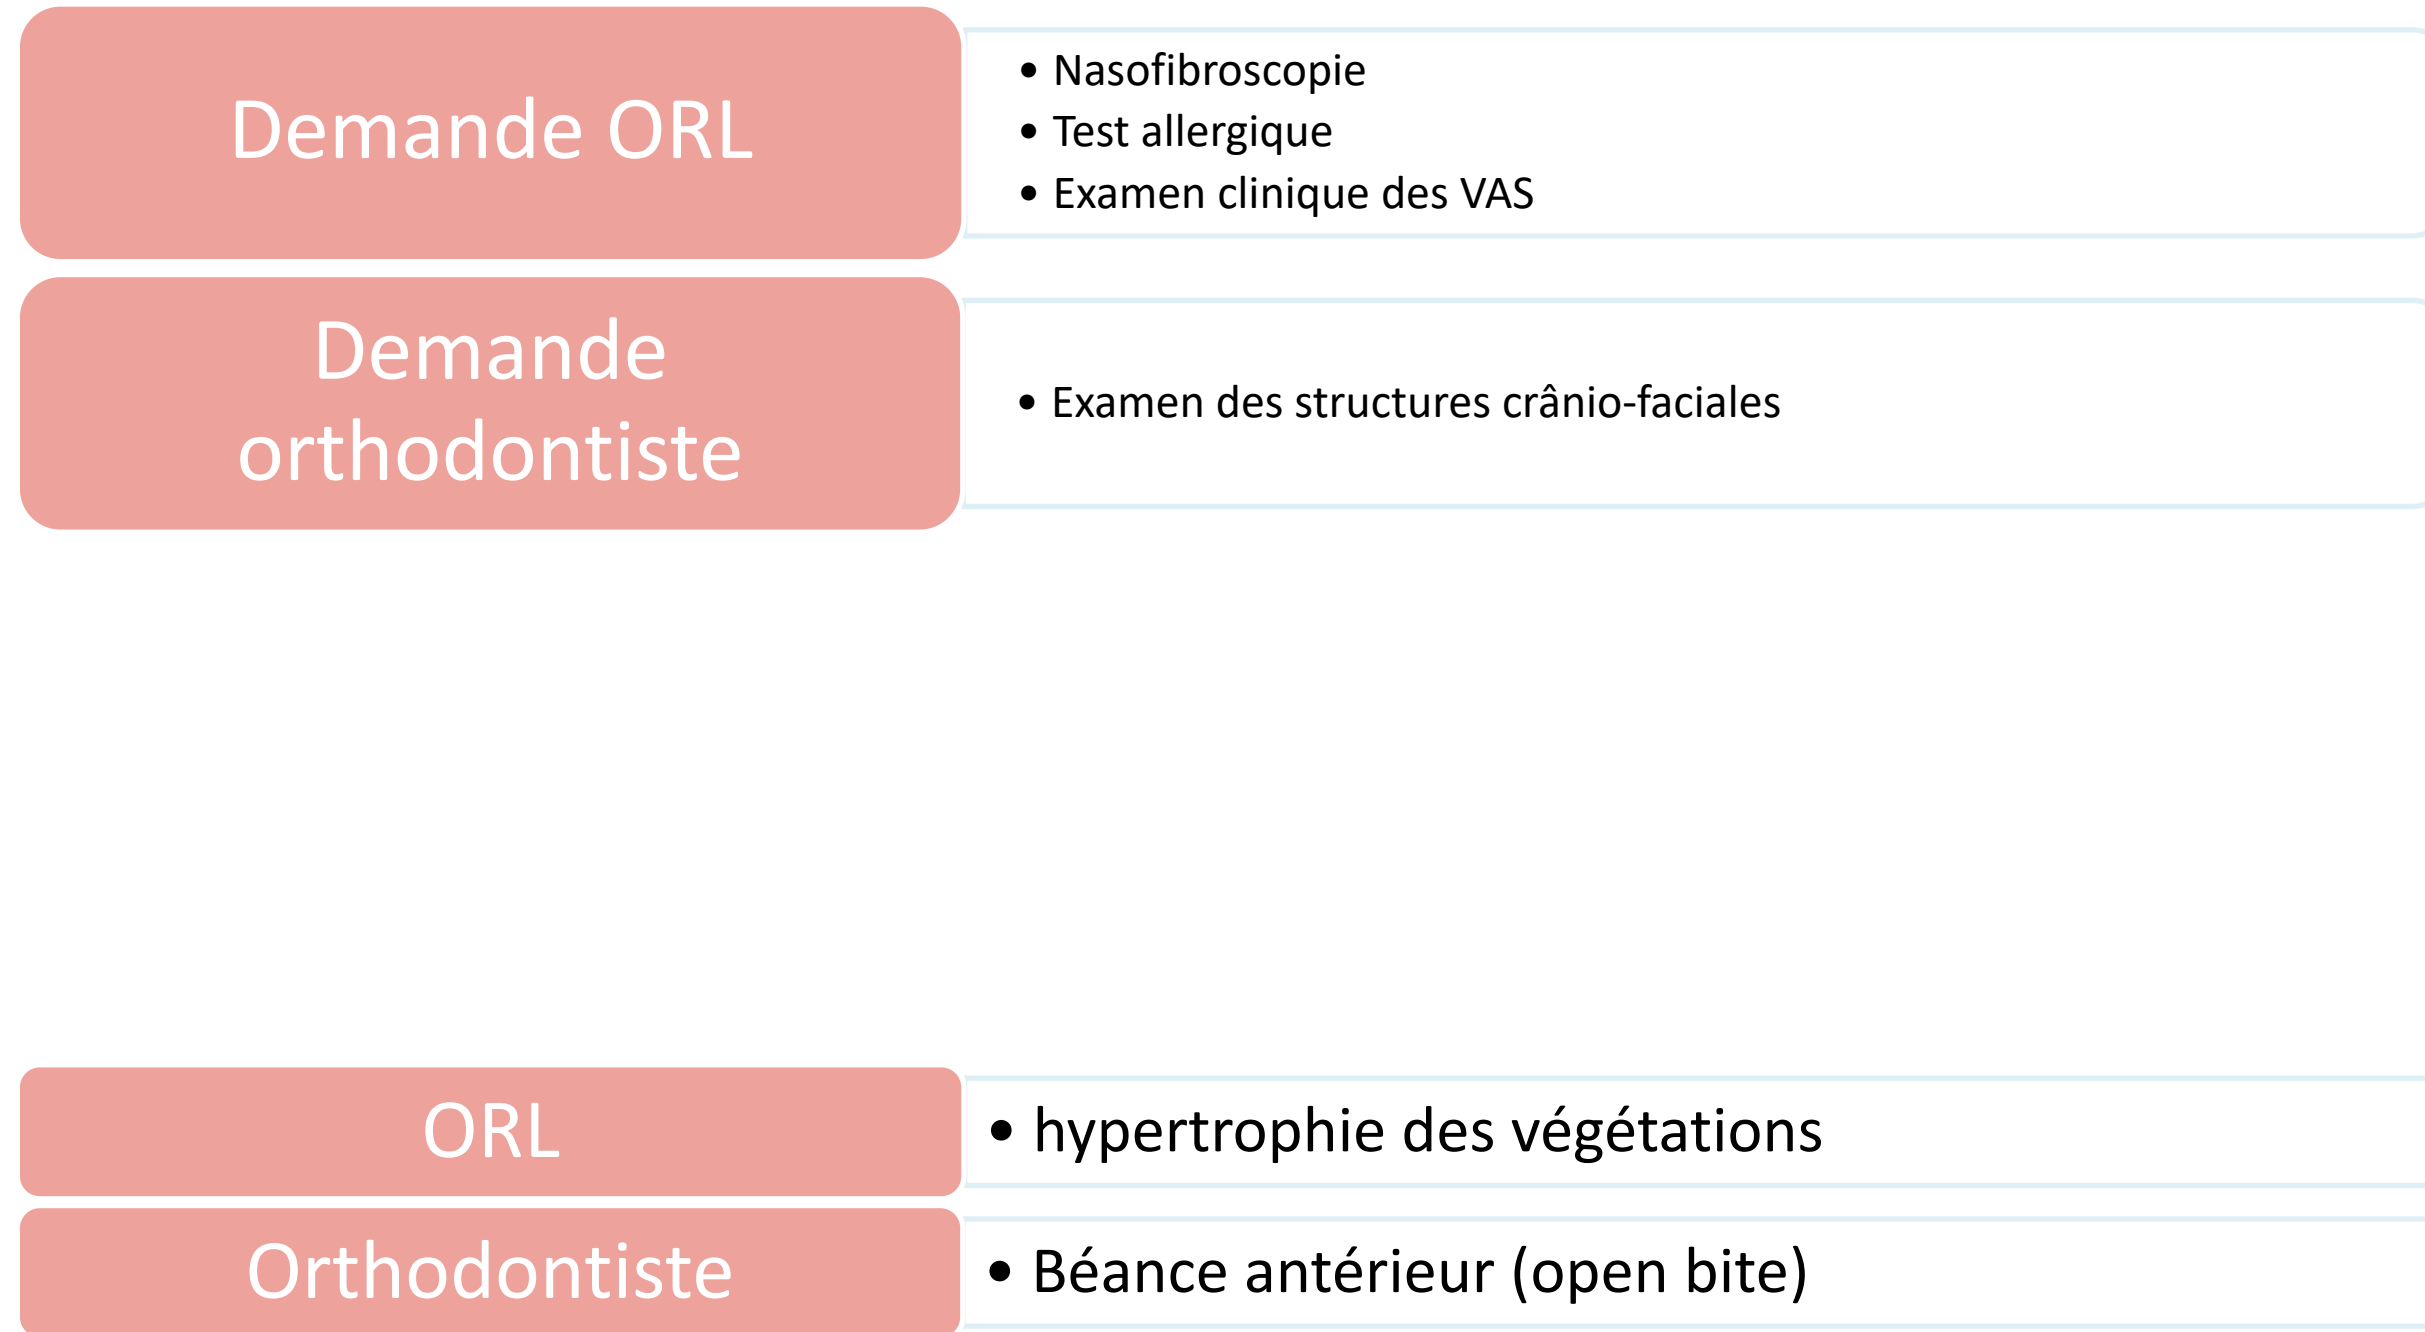 Demande ORL
• Nasofibroscopie
• Test allergique
• Examen clinique des VAS
Demande
orthodontiste
• Examen des structures crânio-faciales
ORL
• hypertrophie des végétations
Orthodontiste
• Béance antérieur (open bite)